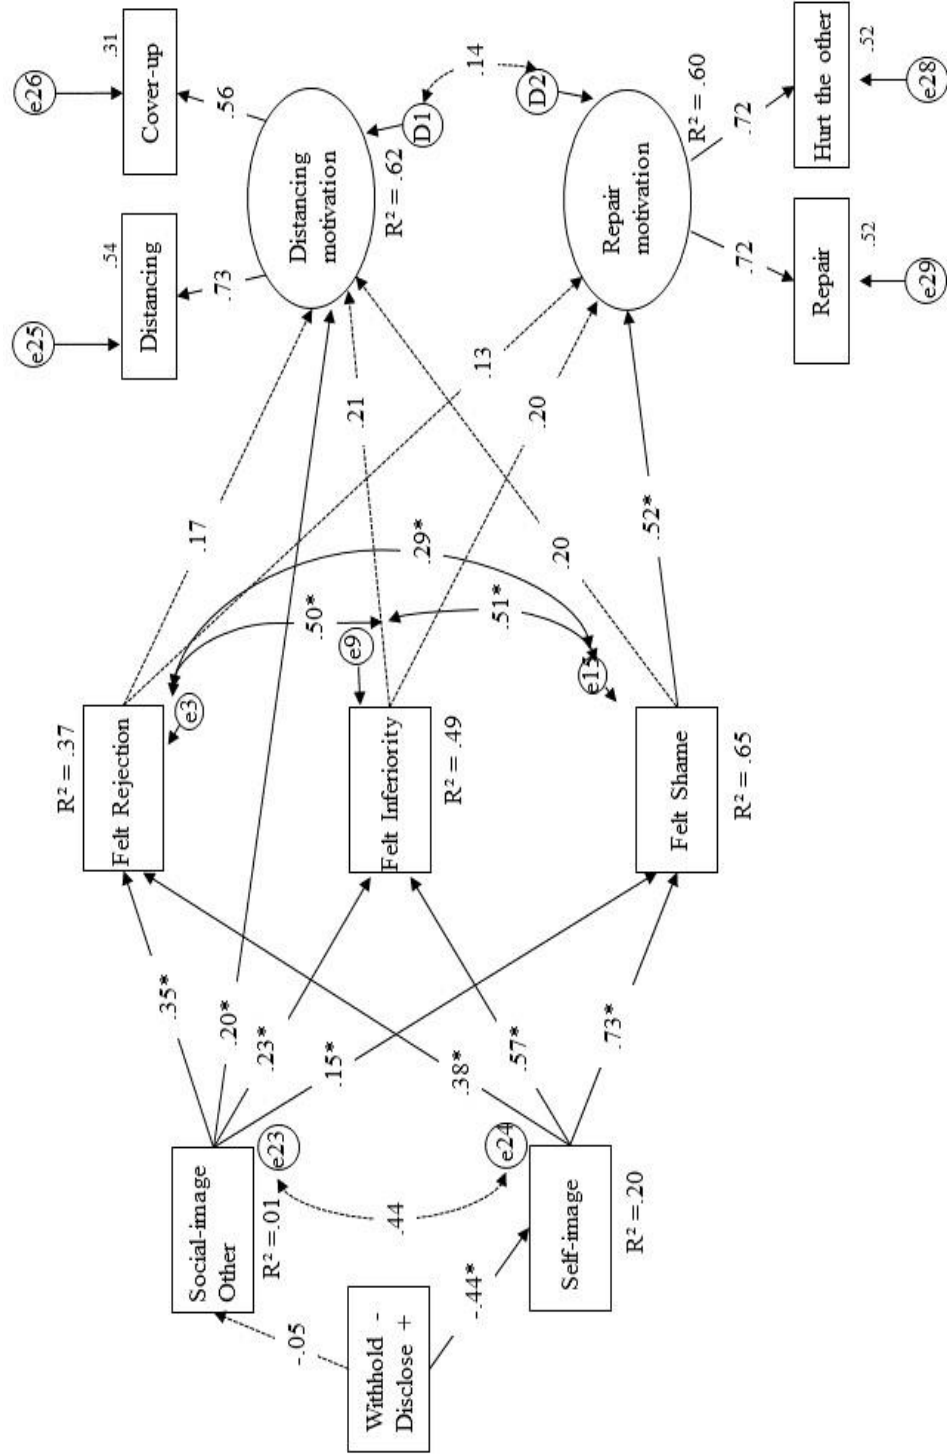 Withhold -
Disclose +
-.05
-.44*
Social-image
Other
R² =.01
e23
.44
e24
Self-image
R² =.20
.35*
.20*
.23*
.15*
.38*
.57*
.73*
R² = .37
Felt Rejection
e3
Felt Inferiority
e9
R² = .49
Felt Shame
e15
R² = .65
.50*
.29*
.51*
.17
.13
.21
.20
.20
.52*
e25
Distancing
.54
.73
e26
Cover-up
.31
.56
Distancing
motivation
R² = .62
D1
.14
D2
Repair
motivation
R² = .60
.72
.72
Repair
.52
e29
Hurt the other
.52
e28